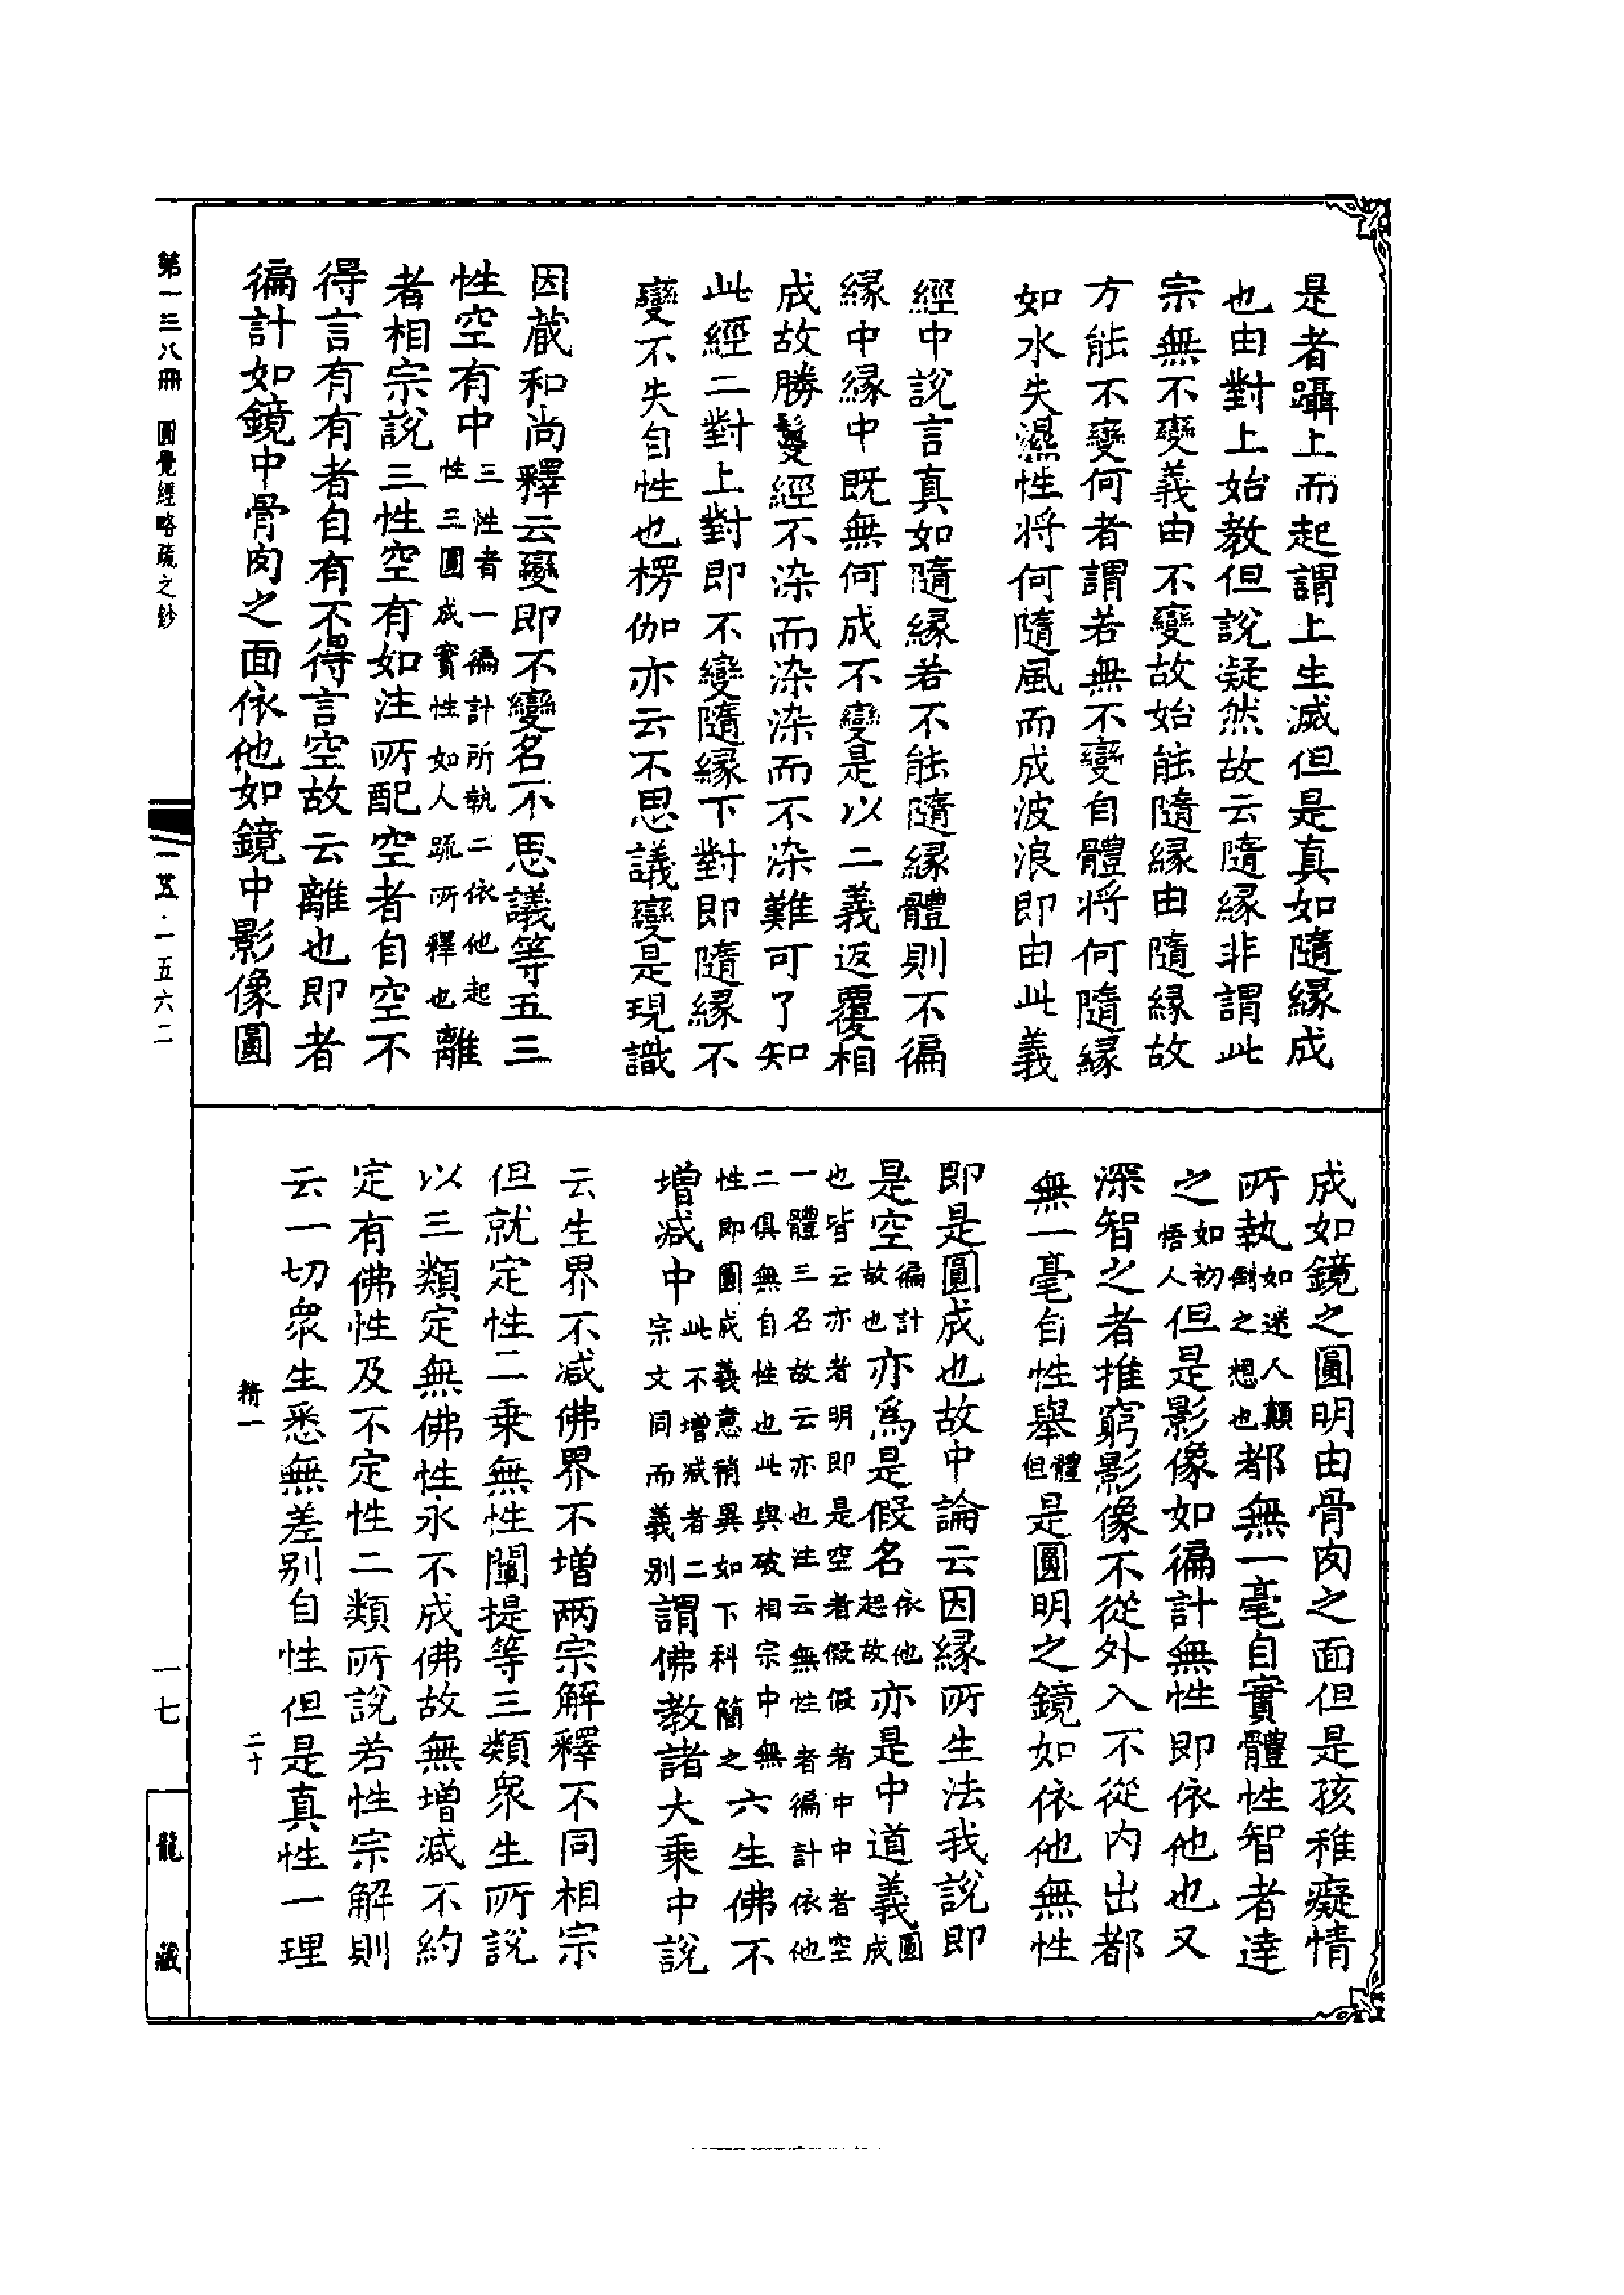 是者躡上而起謂上生滅但是真如隨緣成
也由對上始教但說凝然故云隨緣非謂此
宗無不變義由不變故始能隨緣由隨緣故
方能不變何者謂若無不變自體將何隨緣
如水失濕性將何隨風而成波浪即由此義
經中說言真如隨緣若不能隨緣體則不徧
緣中緣中既無何成不變是以二義返覆相
成故勝鬘經不染而染染而不染難可了知
此經二對上對即不變隨緣下對即隨緣不
變不失自性也楞伽亦云不思議變是現識
因藏和尚釋云變即不變名不思議等五三
性空有中三性者一徧計所執二依他起性三圓成實性如人疏所釋也離
者相宗說三性空有如注所配空者自空不
得言有有者自有不得言空故云離也即者
徧計如鏡中骨肉之面依他如鏡中影像圓
成如鏡之圓明由骨肉之面但是孩稚癡情
所執如迷人顛倒之想也都無一毫自實體性智者達
之如初悟人但是影像如徧計無性即依他也又
深智之者推窮影像不從外入不從內出都
無一毫自性舉體但是圓明之鏡如依他無性
即是圓成也故中論云因緣所生法我說即
是空徧計故也亦爲是假名依他起故亦是中道義圓成
也皆云亦者明即是空者假假者中中者空一體三名故云亦也注云無性者徧計依他
二俱無自性也此與破相宗中無性即圓成義意稍異如下科簡之六生佛不
增減中此不增減者二宗文同而義別謂佛教諸大乘中說
云生界不減佛界不增兩宗解釋不同相宗
但就定性二乘無性闡提等三類眾生所說
以三類定無佛性永不成佛故無增減不約
定有佛性及不定性二類所說若性宗解則
云一切眾生悉無差別自性但是真性一理
第一三八冊 圓覺經略疏之鈔
一五六二
精一
二十
一七
龍藏